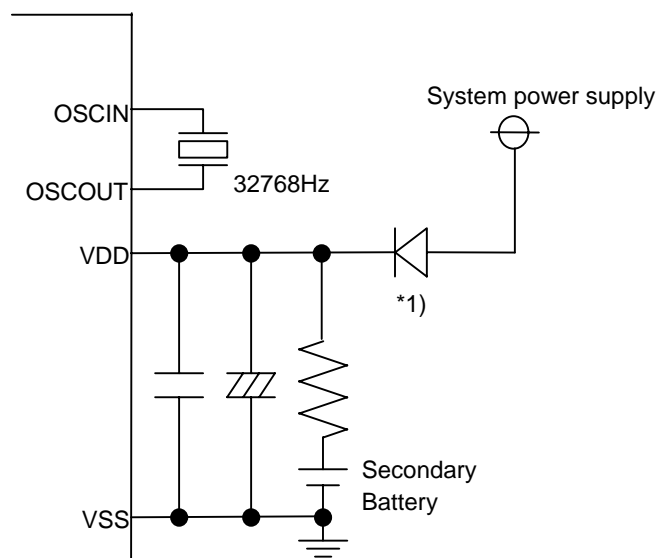 System power supply
OSCIN
OSCOUT
32768Hz
VDD
*1)
Secondary
Battery
VSS